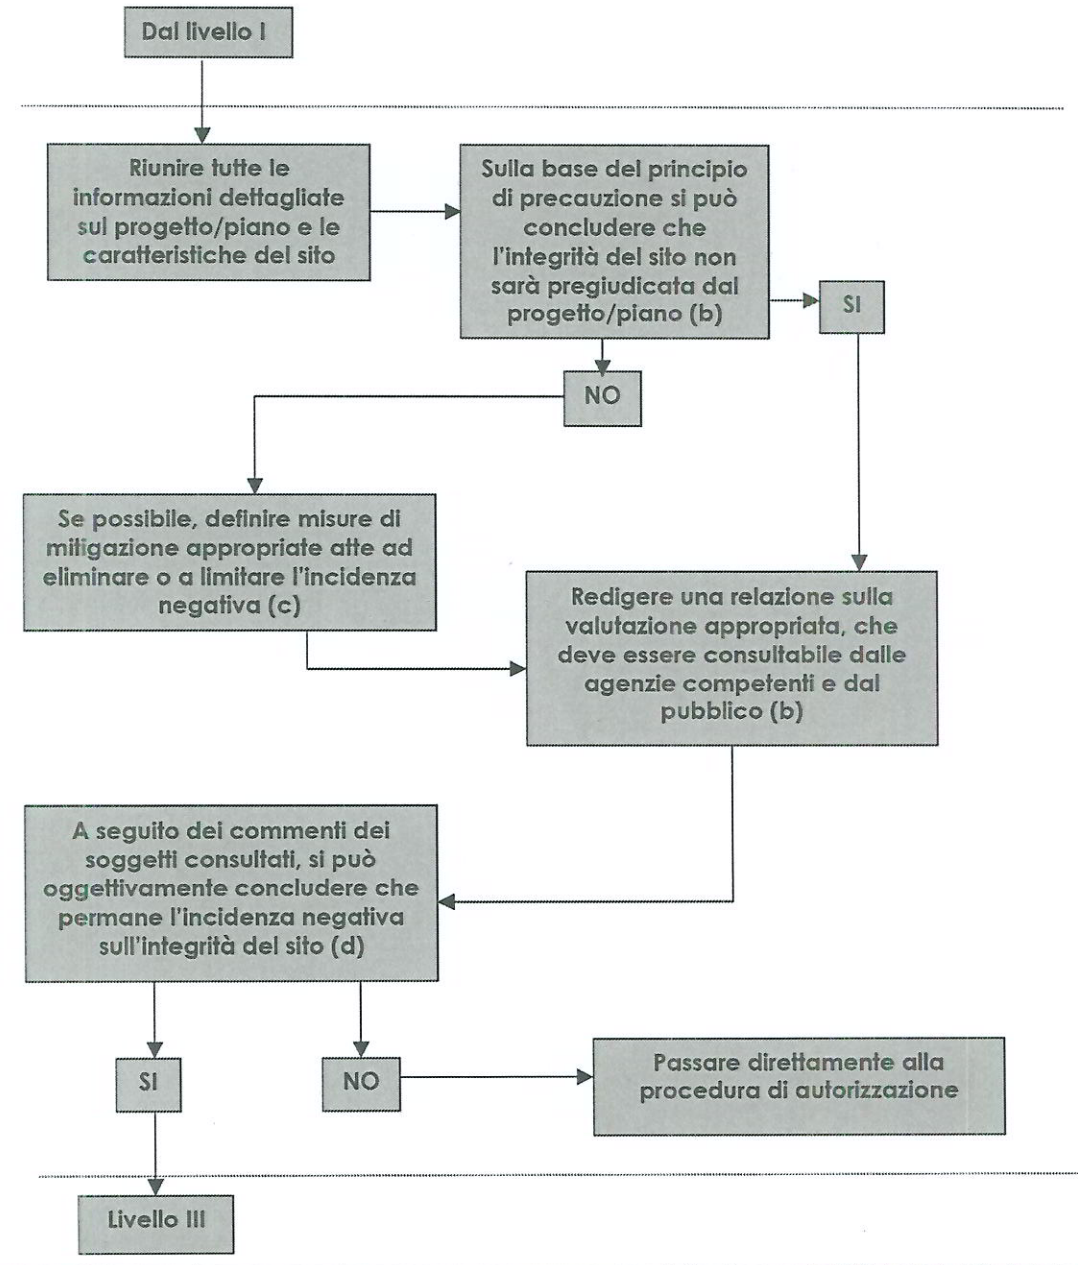 Dal livello I
Riunire tutte le
informazioni dettagliate
sul progetto/piano e le
caratteristiche del sito
Sulla base del principio
di precauzione si può
concludere che
l'integrità del sito non
sarà pregiudicata dal
progetto/piano (b)
SI
NO
Se possibile, definire misure di
mitigazione appropriate atte ad
eliminare o a limitare l'incidenza
negativa (c)
Redigere una relazione sulla
valutazione appropriata, che
deve essere consultabile dalle
agenzie competenti e dal
pubblico (b)
A seguito dei commenti dei
soggetti consultati, si può
oggettivamente concludere che
permane l'incidenza negativa
sull'integrità del sito (d)
SI
NO
Passare direttamente alla
procedura di autorizzazione
Livello III